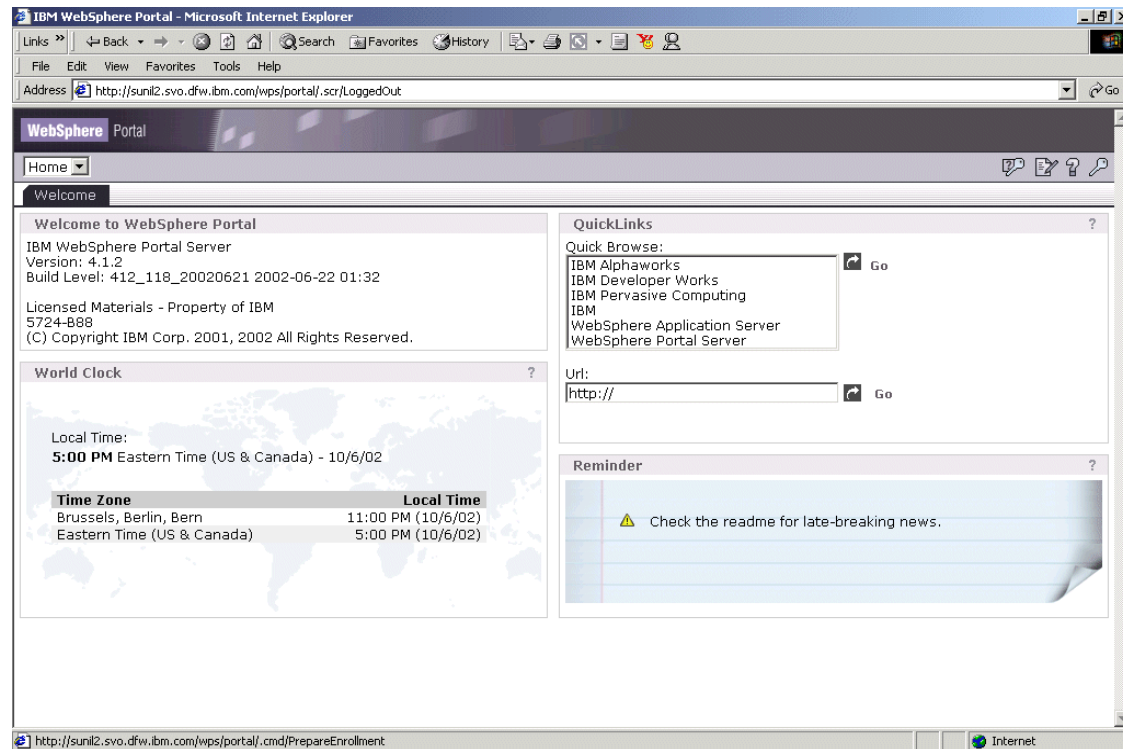 IBM WebSphere Portal - Microsoft Internet Explorer
Links » Back Search Favorites History
File Edit View Favorites Tools Help
Address http://sunil2.svo.dfw.ibm.com/wps/portal/.scr/LoggedOut Go
WebSphere Portal
Home
Welcome
Welcome to WebSphere Portal
IBM WebSphere Portal Server
Version: 4.1.2
Build Level: 412_118_20020621 2002-06-22 01:32
Licensed Materials - Property of IBM
5724-B88
(C) Copyright IBM Corp. 2001, 2002 All Rights Reserved.
World Clock ?
Local Time:
5:00 PM Eastern Time (US & Canada) - 10/6/02
Time Zone Local Time
Brussels, Berlin, Bern 11:00 PM (10/6/02)
Eastern Time (US & Canada) 5:00 PM (10/6/02)
QuickLinks ?
Quick Browse:
IBM Alphaworks
IBM Developer Works
IBM Pervasive Computing
IBM
WebSphere Application Server
WebSphere Portal Server
Go
Url:
http:// Go
Reminder ?
Check the readme for late-breaking news.
http://sunil2.svo.dfw.ibm.com/wps/portal/.cmd/PrepareEnrollment Internet